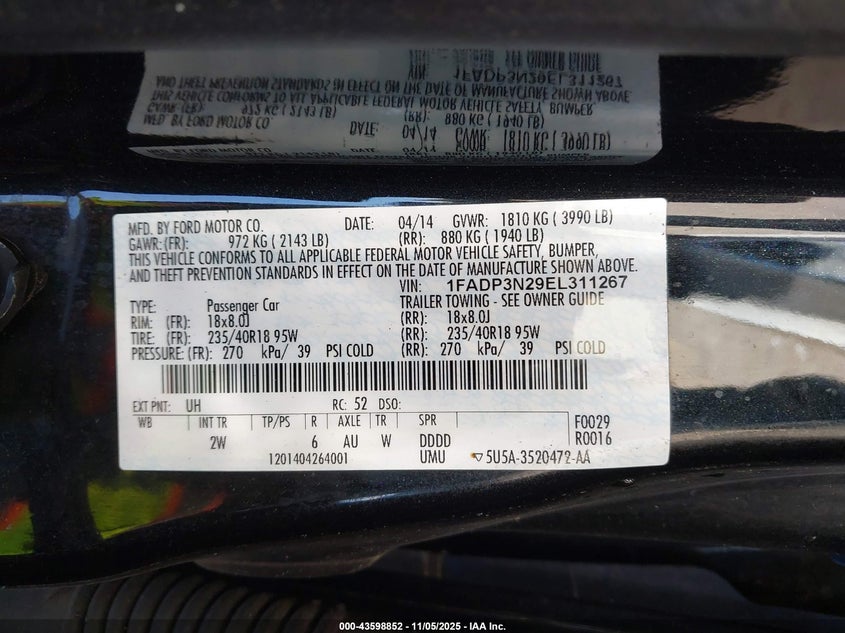 MFD. BY FORD MOTOR CO. DATE: 04/14 GVWR: 1810 KG ( 3990 LB)
GAWR: (FR): 972 KG ( 2143 LB) (RR): 880 KG ( 1940 LB)
THIS VEHICLE CONFORMS TO ALL APPLICABLE FEDERAL MOTOR VEHICLE SAFETY, BUMPER,
AND THEFT PREVENTION STANDARDS IN EFFECT ON THE DATE OF MANUFACTURE SHOWN ABOVE.
VIN: 1FADP3N29EL311267
TYPE: Passenger Car TRAILER TOWING - SEE OWNER GUIDE
RIM: (FR): 18x8.0J (RR): 18x8.0J
TIRE: (FR): 235/40R18 95W (RR): 235/40R18 95W
PRESSURE: (FR): 270 kPa/ 39 PSI COLD (RR): 270 kPa/ 39 PSI COLD
EXT PNT: UH RC: 52 DSO:
WB INT TR TP/PS R AXLE TR SPR F0029
2W 6 AU W DDDD R0016
1201404264001 UMU ▽5U5A-3520472-AA
000-43598852 - 11/05/2025 - IAA Inc.